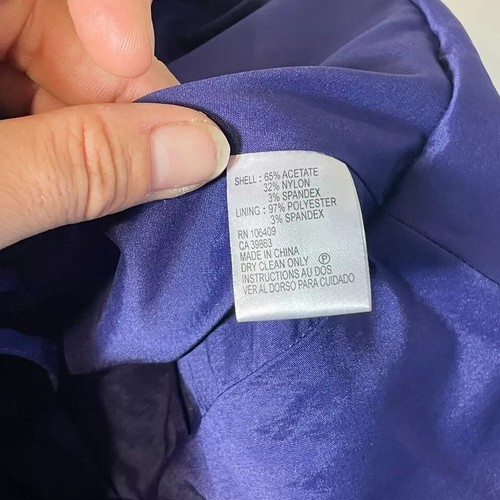 SHELL : 65% ACETATE
32% NYLON
3% SPANDEX
LINING : 97% POLYESTER
3% SPANDEX
RN 106409
CA 39863
MADE IN CHINA
DRY CLEAN ONLY Ⓟ
INSTRUCTIONS AU DOS
VER AL DORSO PARA CUIDADO